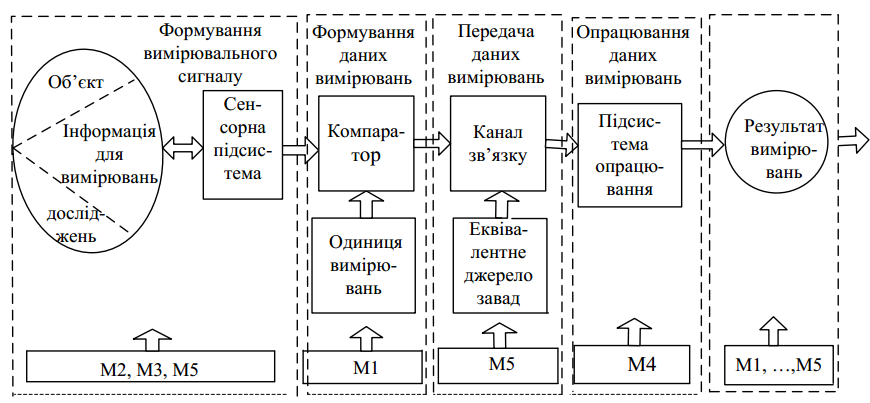 Формування
вимірювального
сигналу
Об’єкт
Інформація
для
вимірювань
дослід-
жень
Сен-
сорна
підсис-
тема
Формування
даних
вимірювань
Компара-
тор
Одиниця
вимірю-
вань
Передача
даних
вимірювань
Канал
зв’язку
Еквіва-
лентне
джерело
завад
Опрацювання
даних
вимірювань
Підсис-
тема
опрацю-
вання
Результат
вимірю-
вань
М2, М3, М5
М1
М5
М4
М1, …,М5